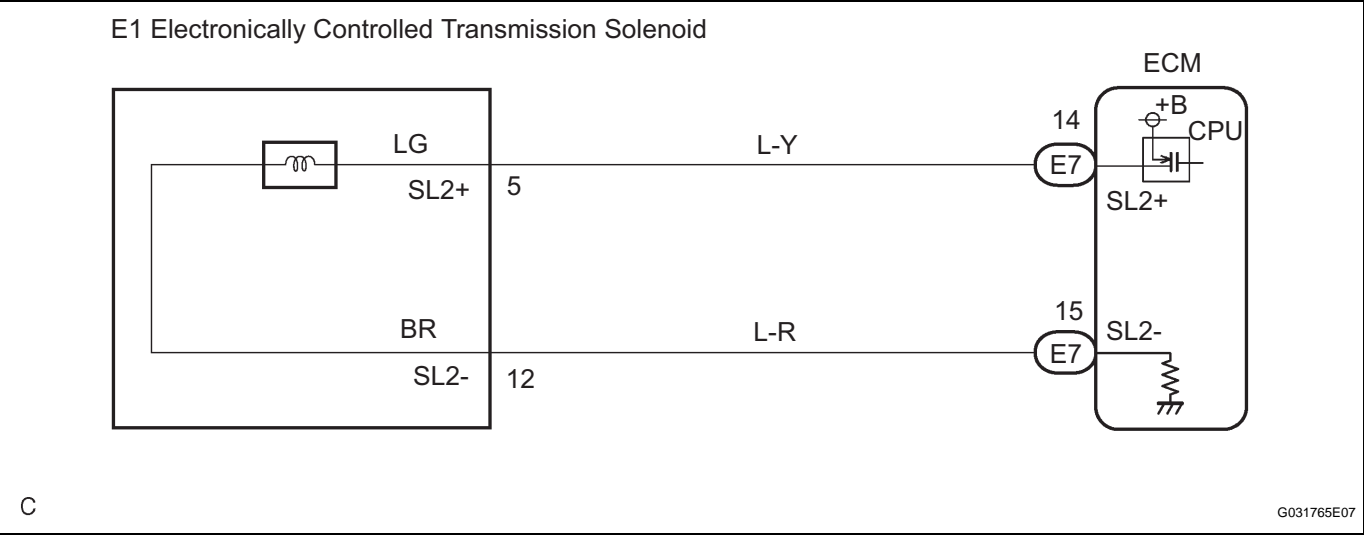 E1 Electronically Controlled Transmission Solenoid
ECM
+B
CPU
14
LG
L-Y
E7
SL2+
5
SL2+
15
BR
L-R
SL2-
E7
SL2-
12
C
G031765E07